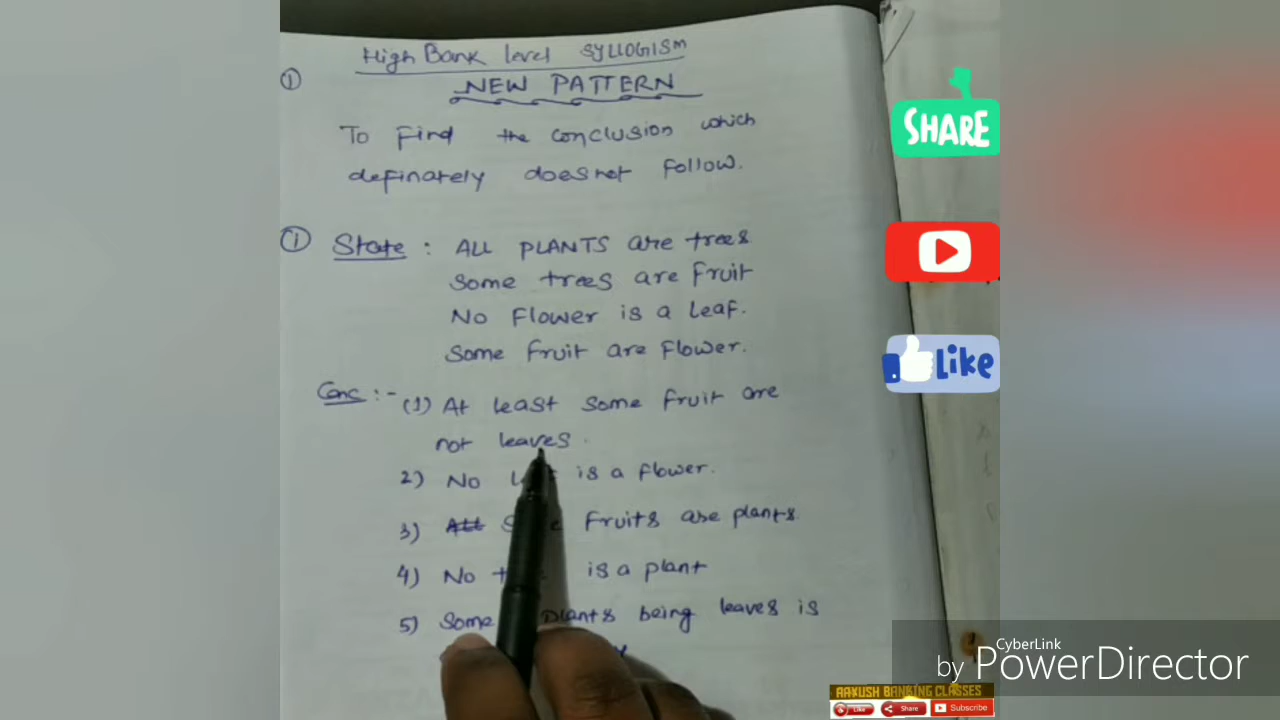 High Bank level SYLLOGISM
① NEW PATTERN
To Find the conclusion which
definately doesnot follow.
① State : ALL PLANTS are trees
Some trees are fruit
No Flower is a Leaf.
Some fruit are flower.
Conc :- (1) At least some fruit are
not leaves.
2) No is a flower.
3) Fruits are plants
4) No is a plant
5) Some plants being leaves is
SHARE
Like
CyberLink
by PowerDirector
AAKUSH BANKING CLASSES
Like Share Subscribe